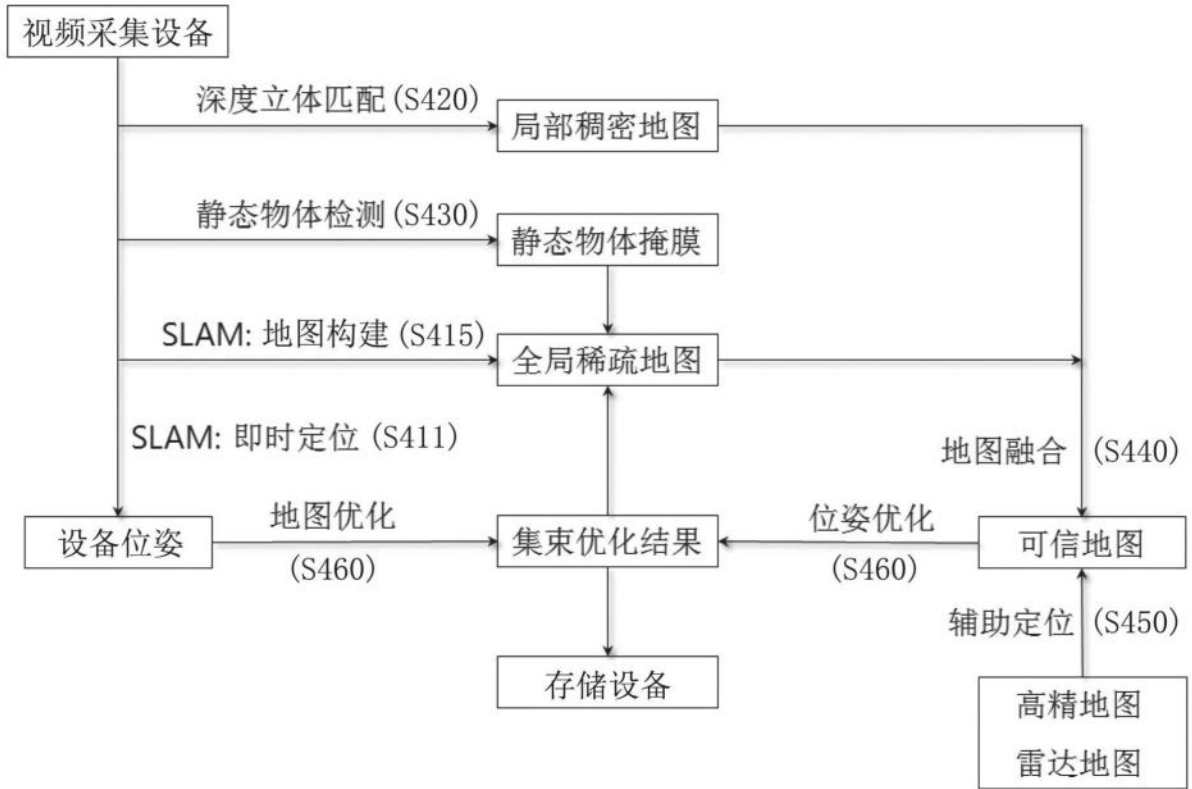 视频采集设备
深度立体匹配(S420)
局部稠密地图
静态物体检测(S430)
静态物体掩膜
SLAM: 地图构建(S415)
全局稀疏地图
SLAM: 即时定位(S411)
地图融合 (S440)
设备位姿
地图优化
(S460)
集束优化结果
位姿优化
(S460)
可信地图
辅助定位 (S450)
存储设备
高精地图
雷达地图